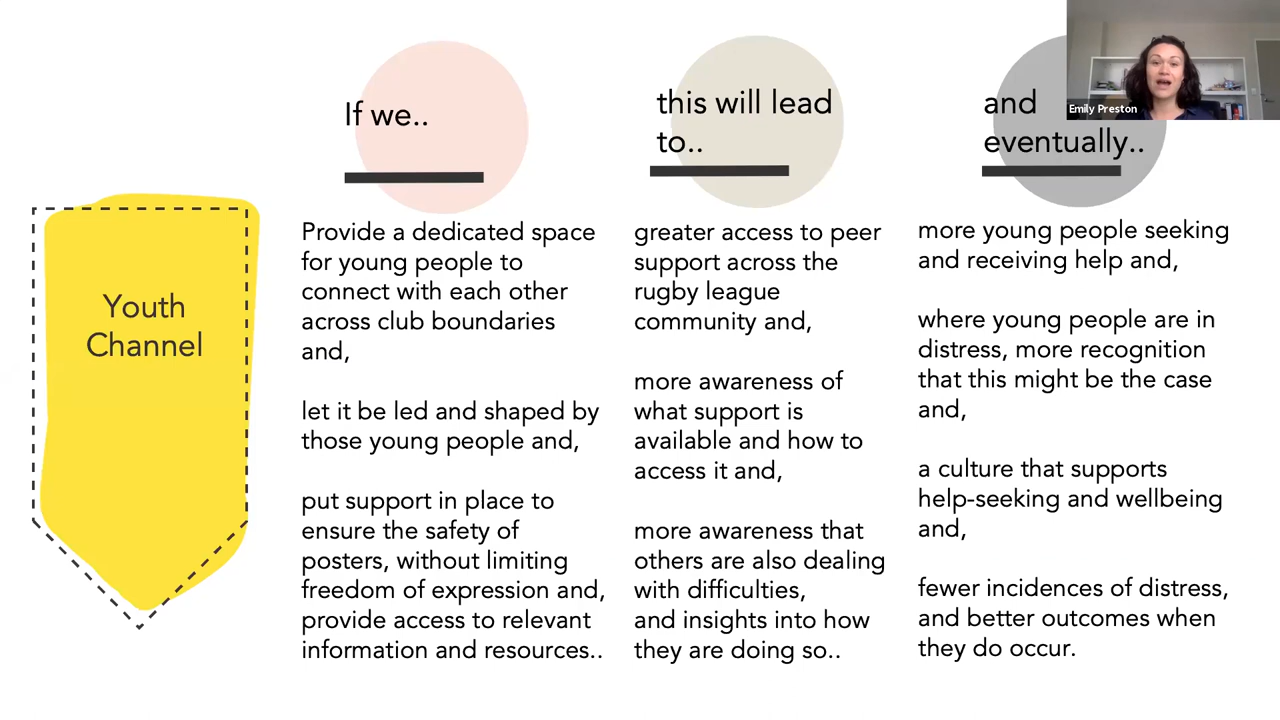 Emily Preston
If we..
this will lead
to..
and
eventually..
Youth
Channel
Provide a dedicated space
for young people to
connect with each other
across club boundaries
and,
let it be led and shaped by
those young people and,
put support in place to
ensure the safety of
posters, without limiting
freedom of expression and,
provide access to relevant
information and resources..
greater access to peer
support across the
rugby league
community and,
more awareness of
what support is
available and how to
access it and,
more awareness that
others are also dealing
with difficulties,
and insights into how
they are doing so..
more young people seeking
and receiving help and,
where young people are in
distress, more recognition
that this might be the case
and,
a culture that supports
help-seeking and wellbeing
and,
fewer incidences of distress,
and better outcomes when
they do occur.